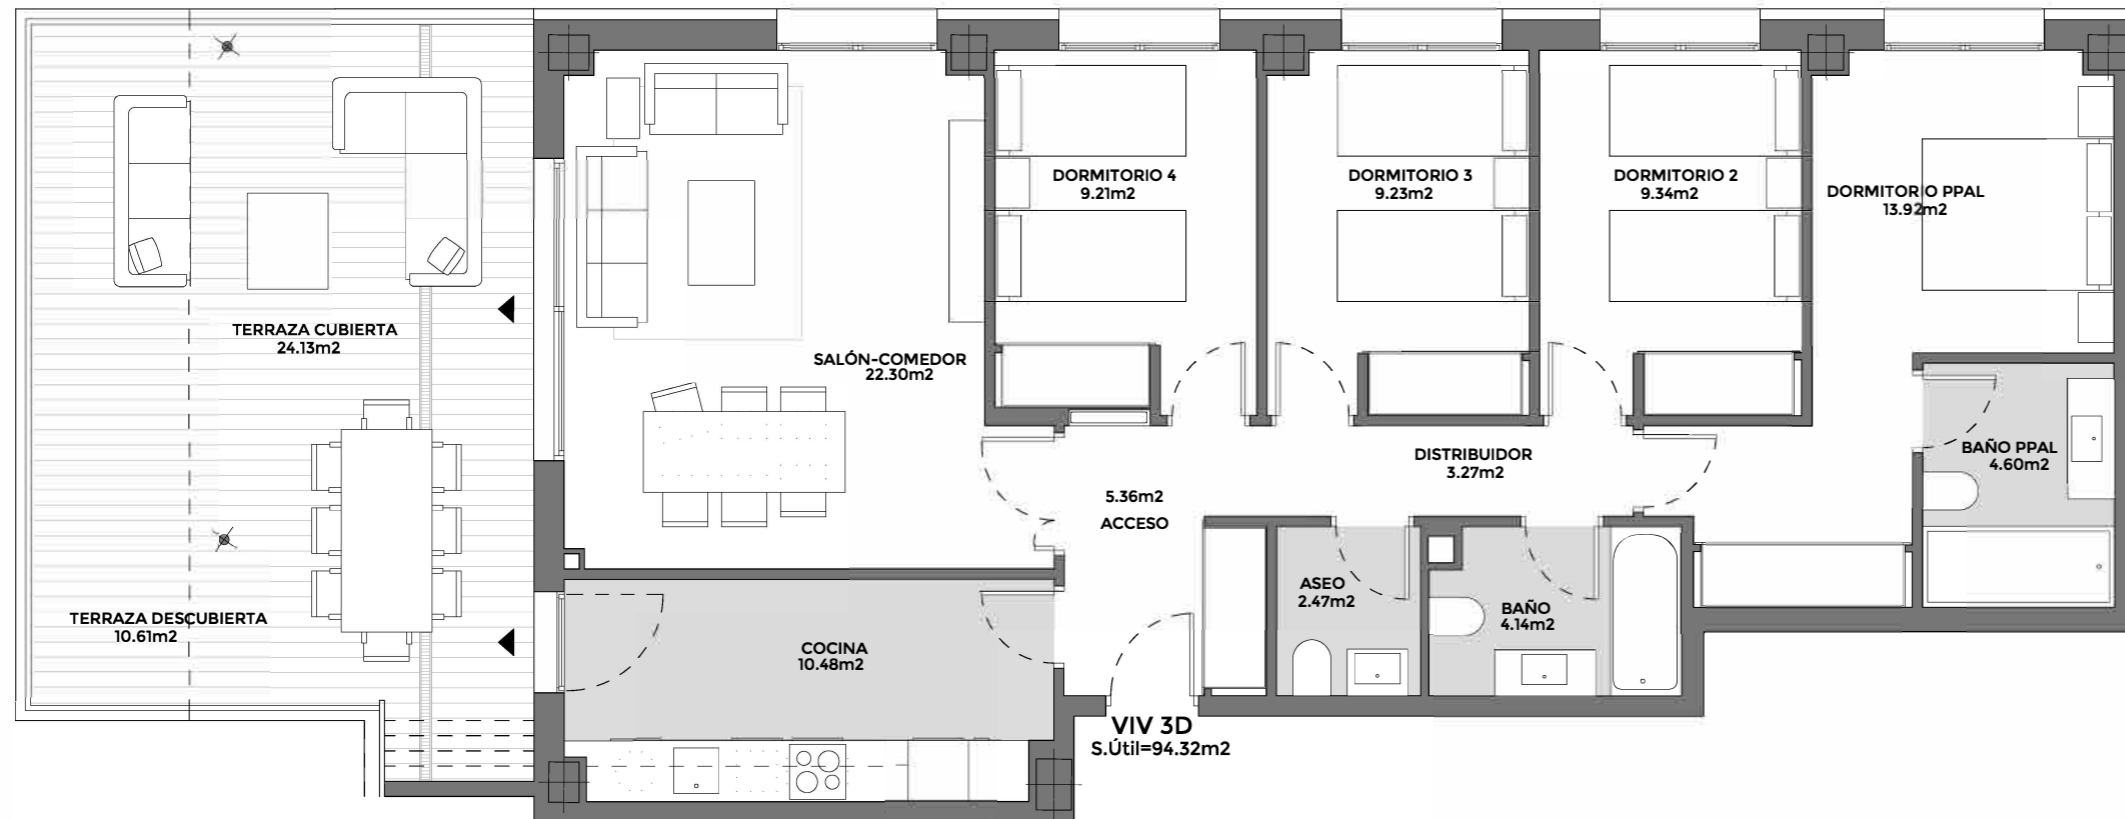 DORMITORIO 4
9.21m2
DORMITORIO 3
9.23m2
DORMITORIO 2
9.34m2
DORMITORIO PPAL
13.92m2
TERRAZA CUBIERTA
24.13m2
SALÓN-COMEDOR
22.30m2
DISTRIBUIDOR
3.27m2
BAÑO PPAL
4.60m2
5.36m2
ACCESO
ASEO
2.47m2
BAÑO
4.14m2
TERRAZA DESCUBIERTA
10.61m2
COCINA
10.48m2
VIV 3D
S.Útil=94.32m2